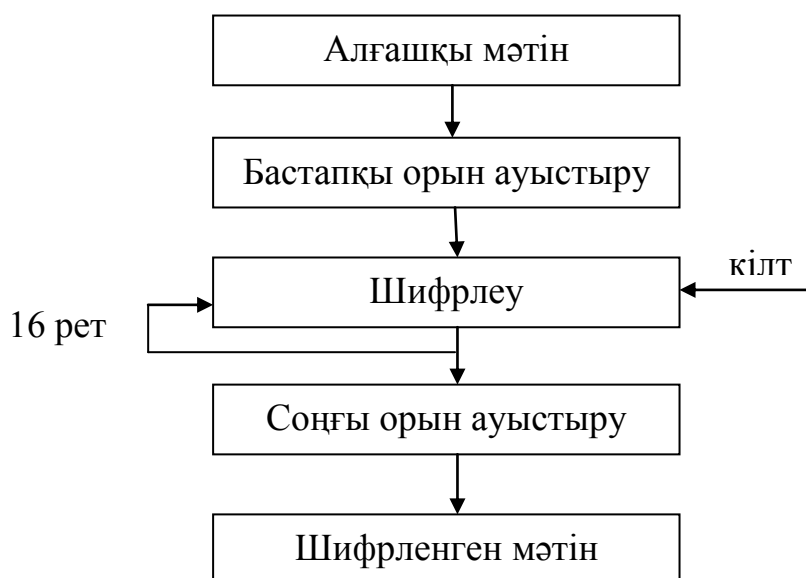 Алғашқы мәтін
Бастапқы орын ауыстыру
кілт
Шифрлеу
16 рет
Соңғы орын ауыстыру
Шифрленген мәтін